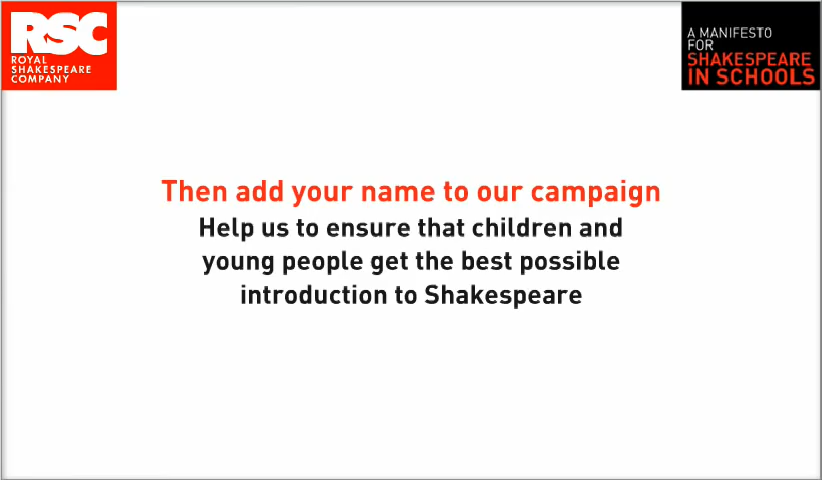 RSC
ROYAL
SHAKESPEARE
COMPANY
A MANIFESTO
FOR
SHAKESPEARE
IN SCHOOLS
Then add your name to our campaign
Help us to ensure that children and
young people get the best possible
introduction to Shakespeare